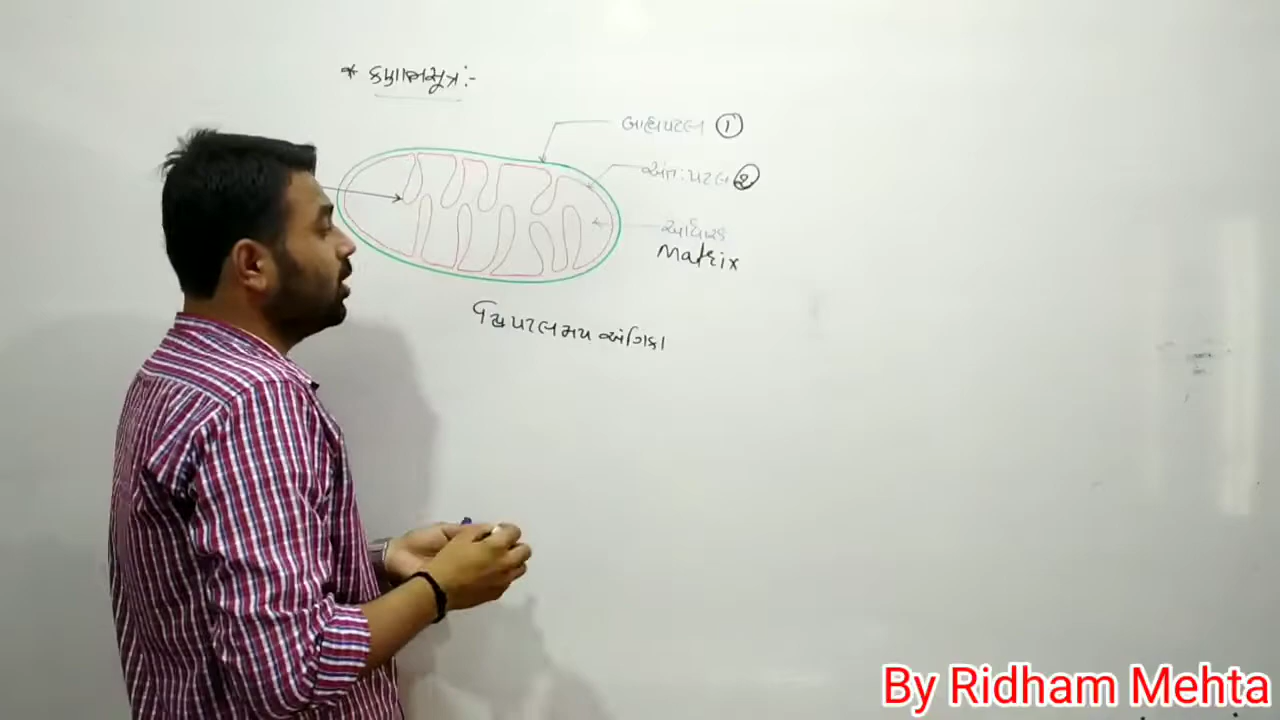 * કણાભસૂત્ર :-
બાહ્યપટલ ①
અંતઃપટલ ②
આધારક
Matrix
દ્વિપટલમય અંગિકા
By Ridham Mehta